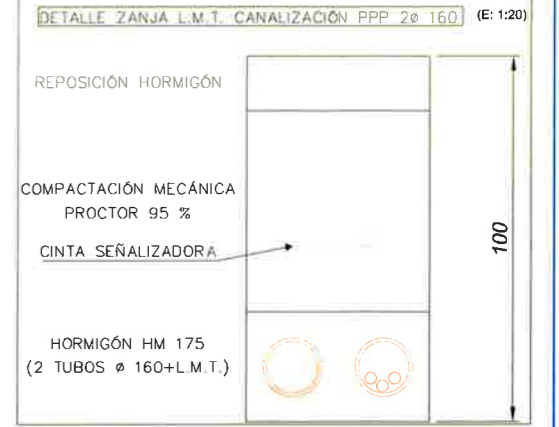 DETALLE ZANJA L.M.T. CANALIZACIÓN PPP 2ø 160 (E: 1:20)
REPOSICIÓN HORMIGÓN
COMPACTACIÓN MECÁNICA
PROCTOR 95 %
CINTA SEÑALIZADORA
100
HORMIGÓN HM 175
(2 TUBOS ø 160+L.M.T.)